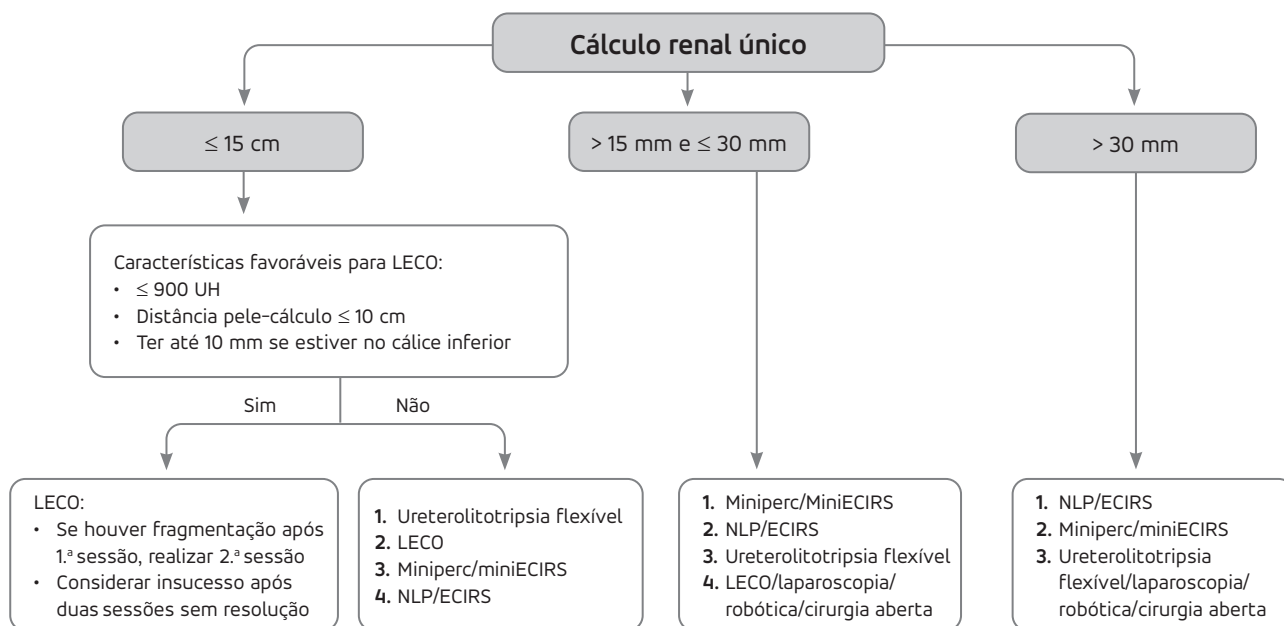 Cálculo renal único
≤ 15 cm
> 15 mm e ≤ 30 mm
> 30 mm
Características favoráveis para LECO:
• ≤ 900 UH
• Distância pele-cálculo ≤ 10 cm
• Ter até 10 mm se estiver no cálice inferior
Sim
Não
LECO:
• Se houver fragmentação após
1.ª sessão, realizar 2.ª sessão
• Considerar insucesso após
duas sessões sem resolução
1. Ureterolitotripsia flexível
2. LECO
3. Miniperc/miniECIRS
4. NLP/ECIRS
1. Miniperc/MiniECIRS
2. NLP/ECIRS
3. Ureterolitotripsia flexível
4. LECO/laparoscopia/
robótica/cirurgia aberta
1. NLP/ECIRS
2. Miniperc/miniECIRS
3. Ureterolitotripsia
flexível/laparoscopia/
robótica/cirurgia aberta